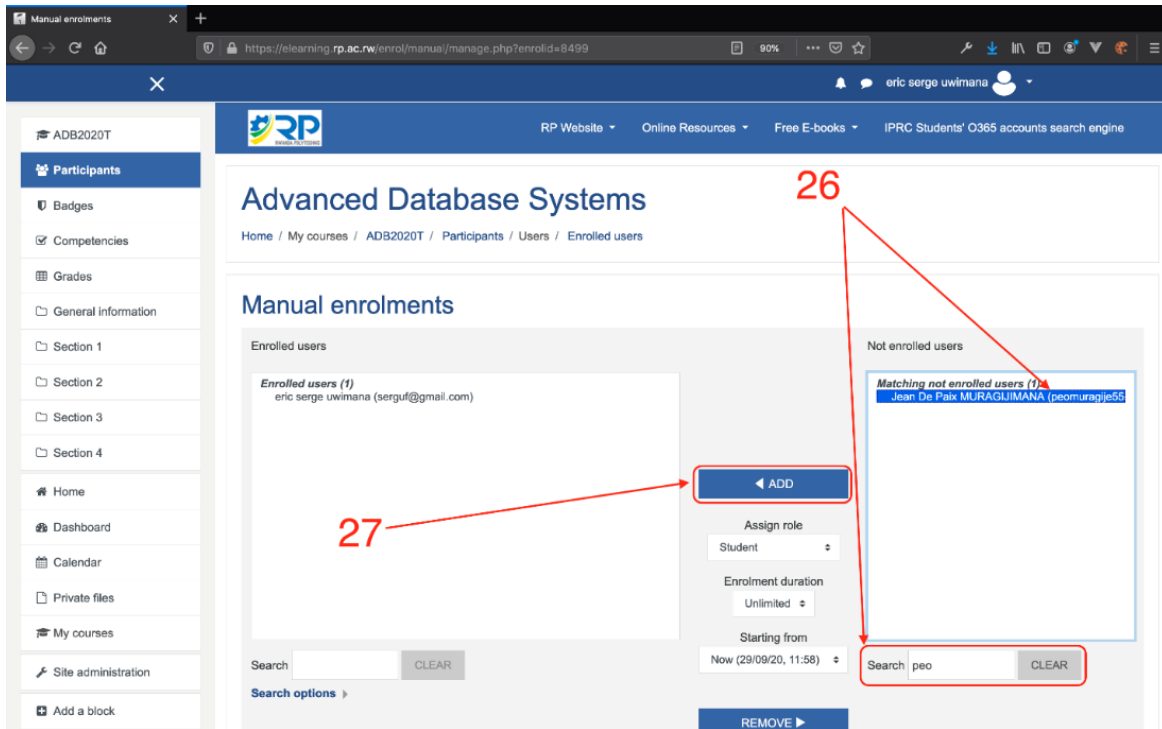 Manual enrolments
https://elearning.rp.ac.rw/enrol/manual/manage.php?enrolid=8499
90%
eric serge uwimana
RP
RWANDA POLYTECHNIC
RP Website
Online Resources
Free E-books
IPRC Students' O365 accounts search engine
ADB2020T
Participants
Badges
Competencies
Grades
General information
Section 1
Section 2
Section 3
Section 4
Home
Dashboard
Calendar
Private files
My courses
Site administration
Add a block
Advanced Database Systems
26
Home / My courses / ADB2020T / Participants / Users / Enrolled users
Manual enrolments
Enrolled users
Enrolled users (1)
eric serge uwimana (serguf@gmail.com)
27
Search
CLEAR
Search options
ADD
Assign role
Student
Enrolment duration
Unlimited
Starting from
Now (29/09/20, 11:58)
REMOVE
Not enrolled users
Matching not enrolled users (1)
Jean De Paix MURAGIJIMANA (peomuragije55
Search peo
CLEAR